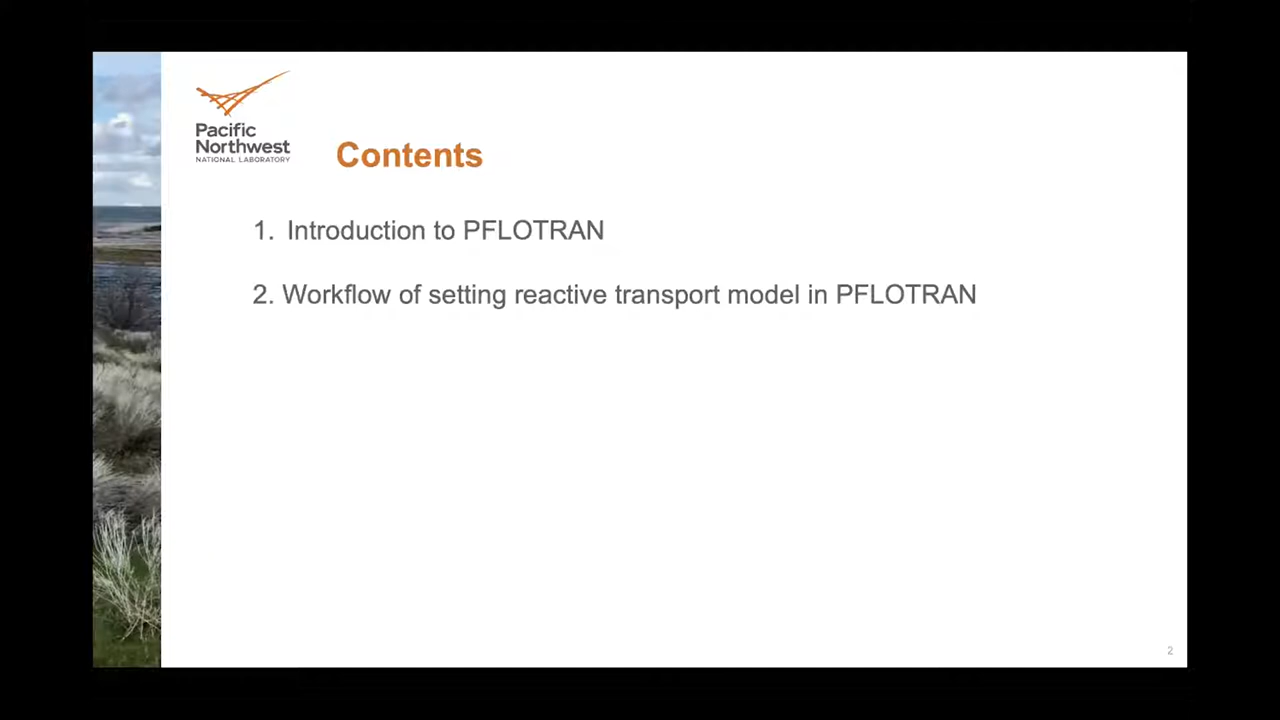 Pacific
Northwest
NATIONAL LABORATORY
Contents
1. Introduction to PFLOTRAN
2. Workflow of setting reactive transport model in PFLOTRAN
2